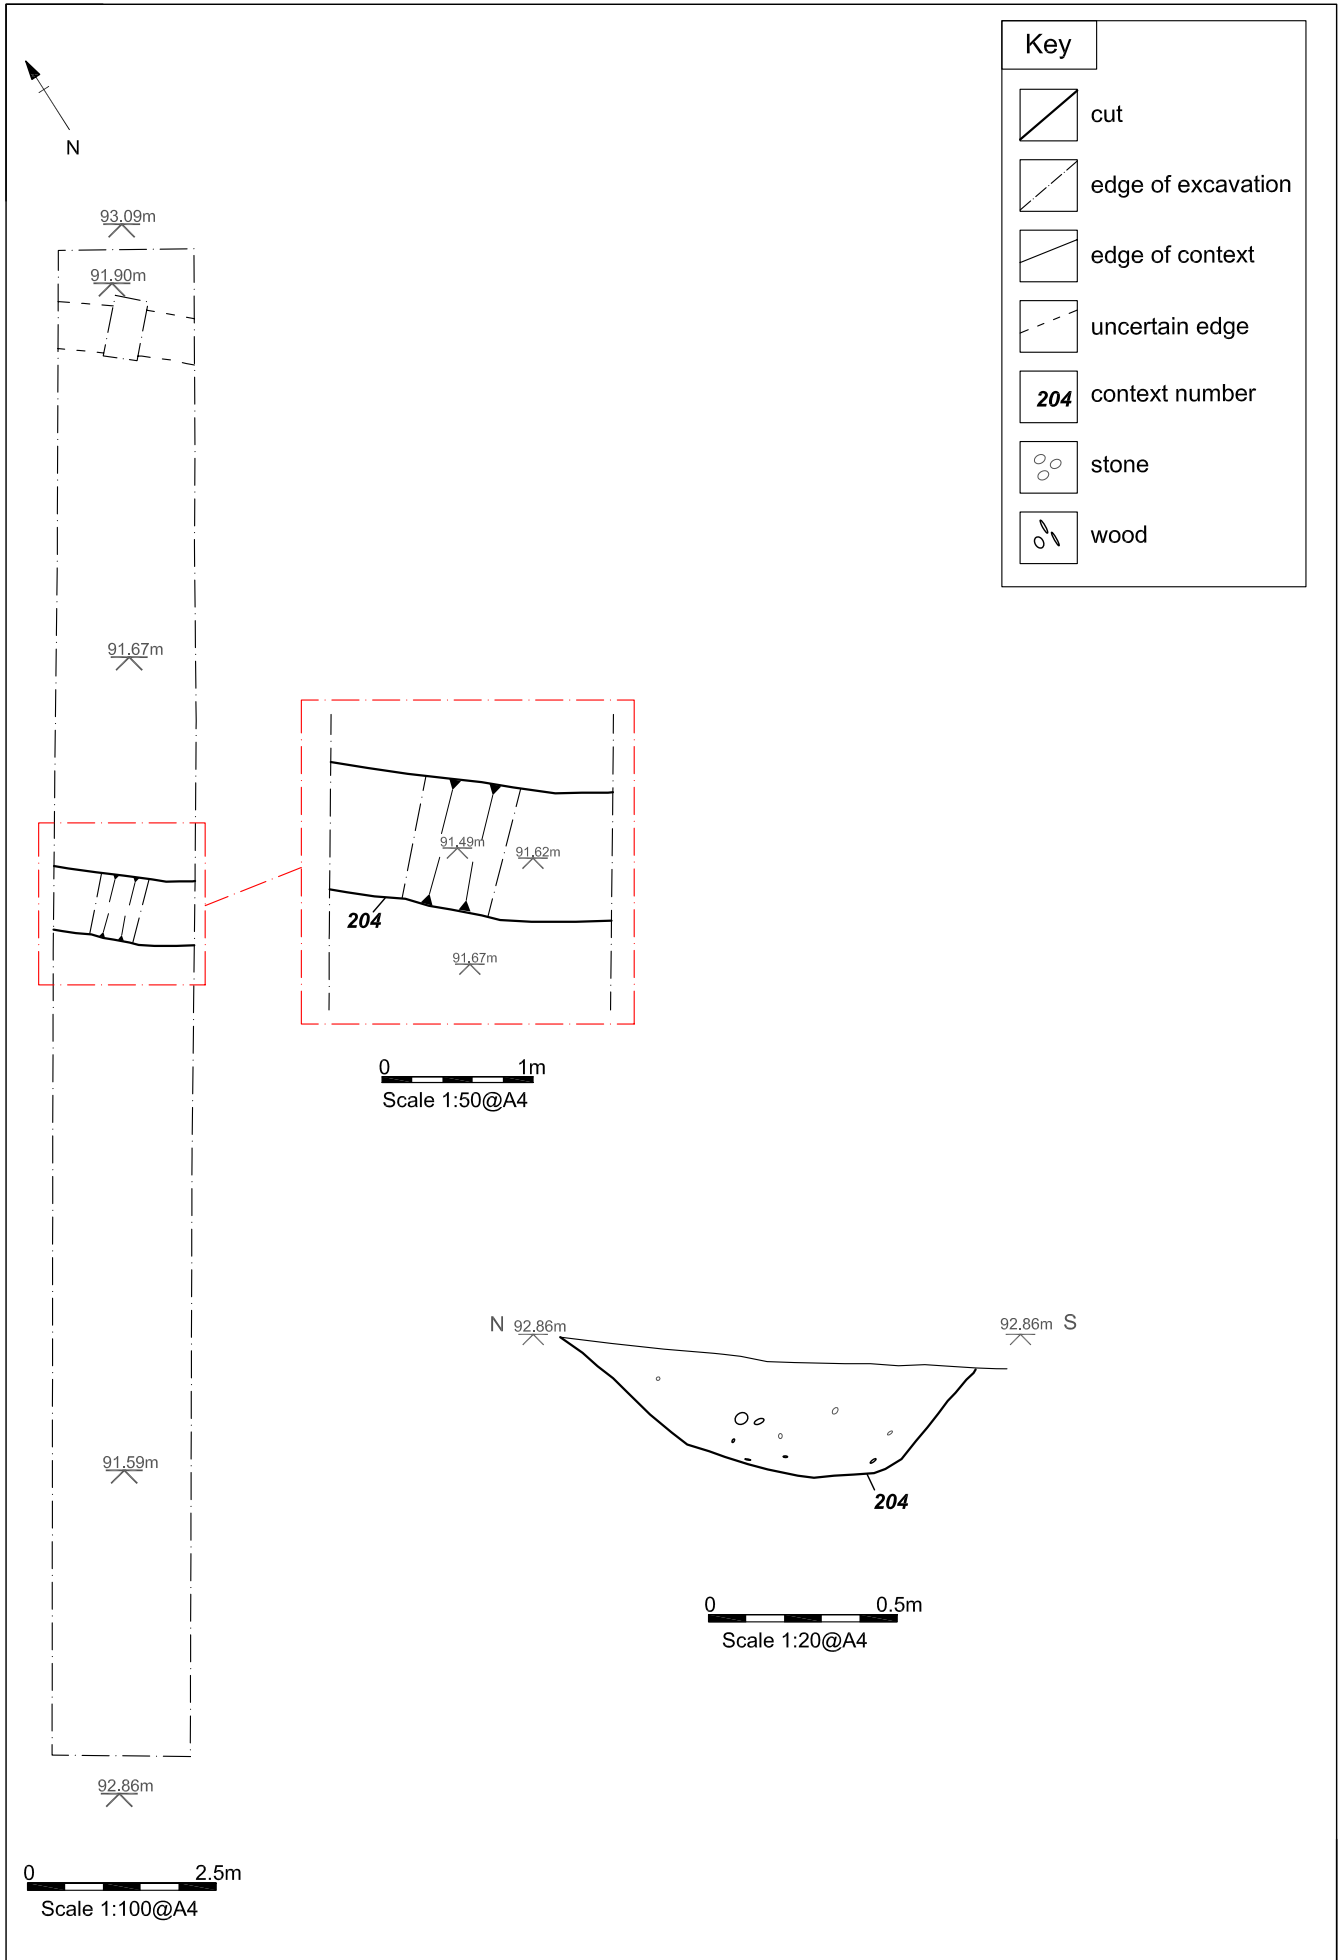 Key
cut
edge of excavation
edge of context
uncertain edge
204 context number
stone
wood
N
93.09m
91.90m
91.67m
91.49m
91.62m
204
91.67m
0 1m
Scale 1:50@A4
N 92.86m 92.86m S
204
0 0.5m
Scale 1:20@A4
91.59m
92.86m
0 2.5m
Scale 1:100@A4